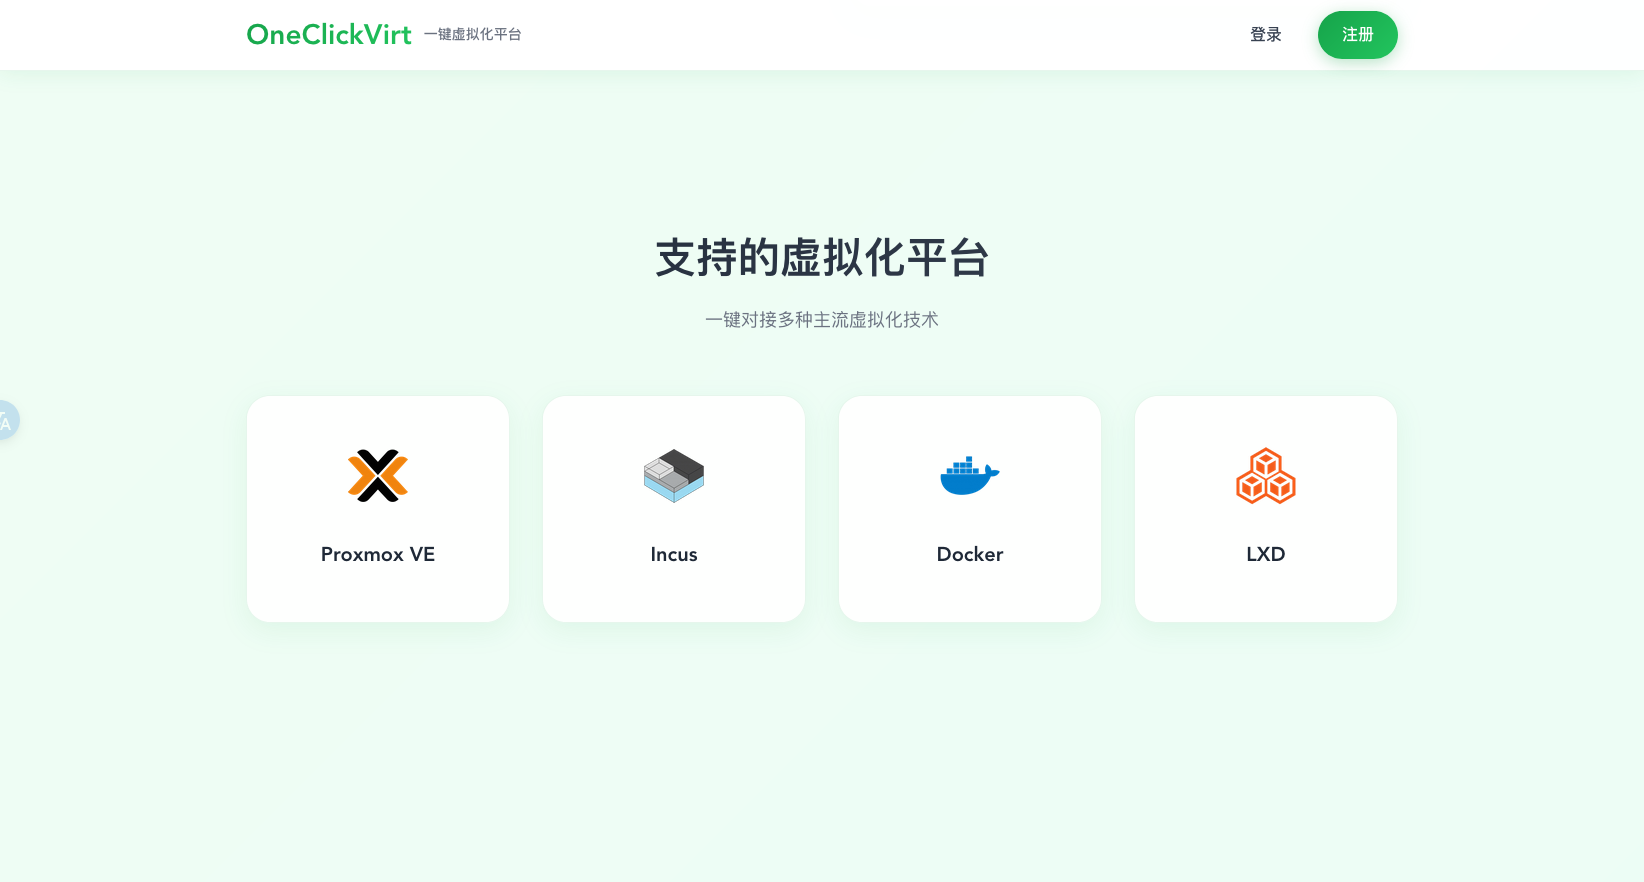 OneClickVirt 一键虚拟化平台
登录
注册
支持的虚拟化平台
一键对接多种主流虚拟化技术
Proxmox VE
Incus
Docker
LXD